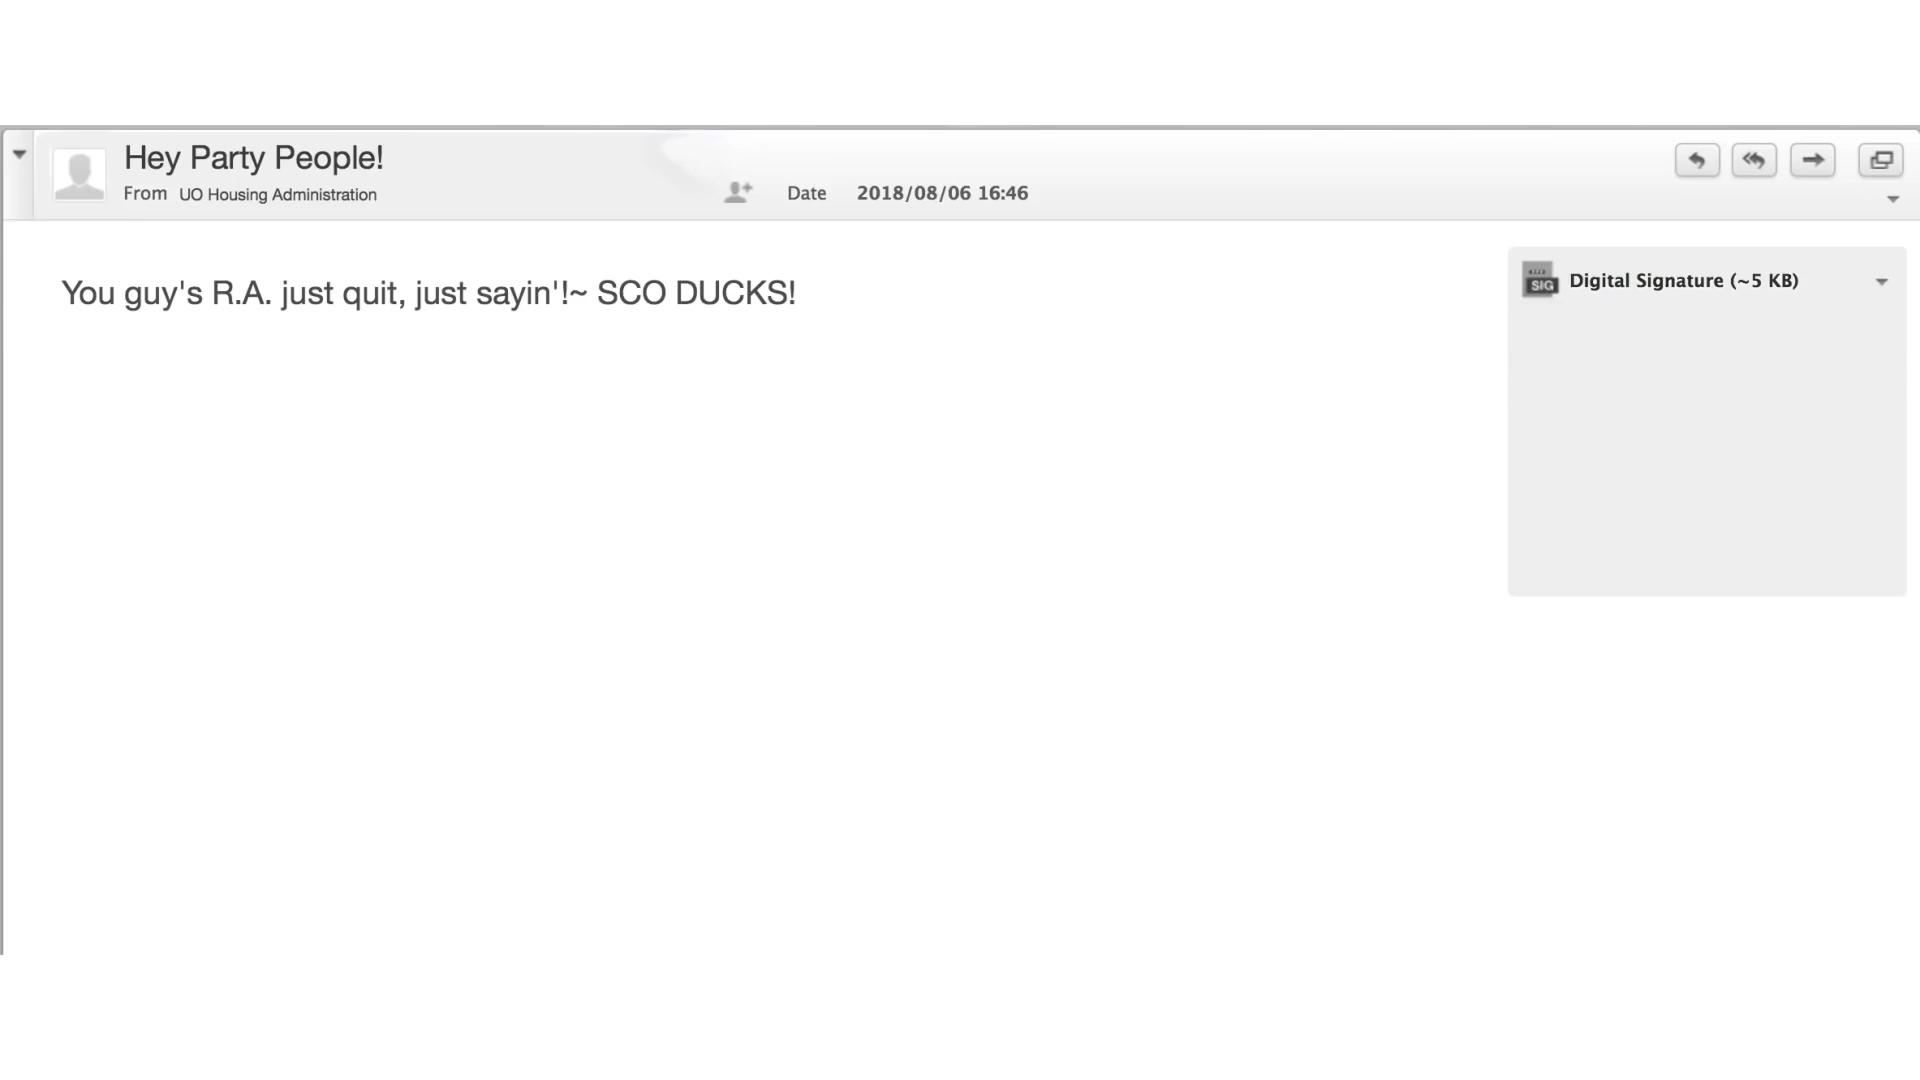 Hey Party People!
From UO Housing Administration
Date 2018/08/06 16:46
You guy's R.A. just quit, just sayin'!~ SCO DUCKS!
SIG Digital Signature (~5 KB)